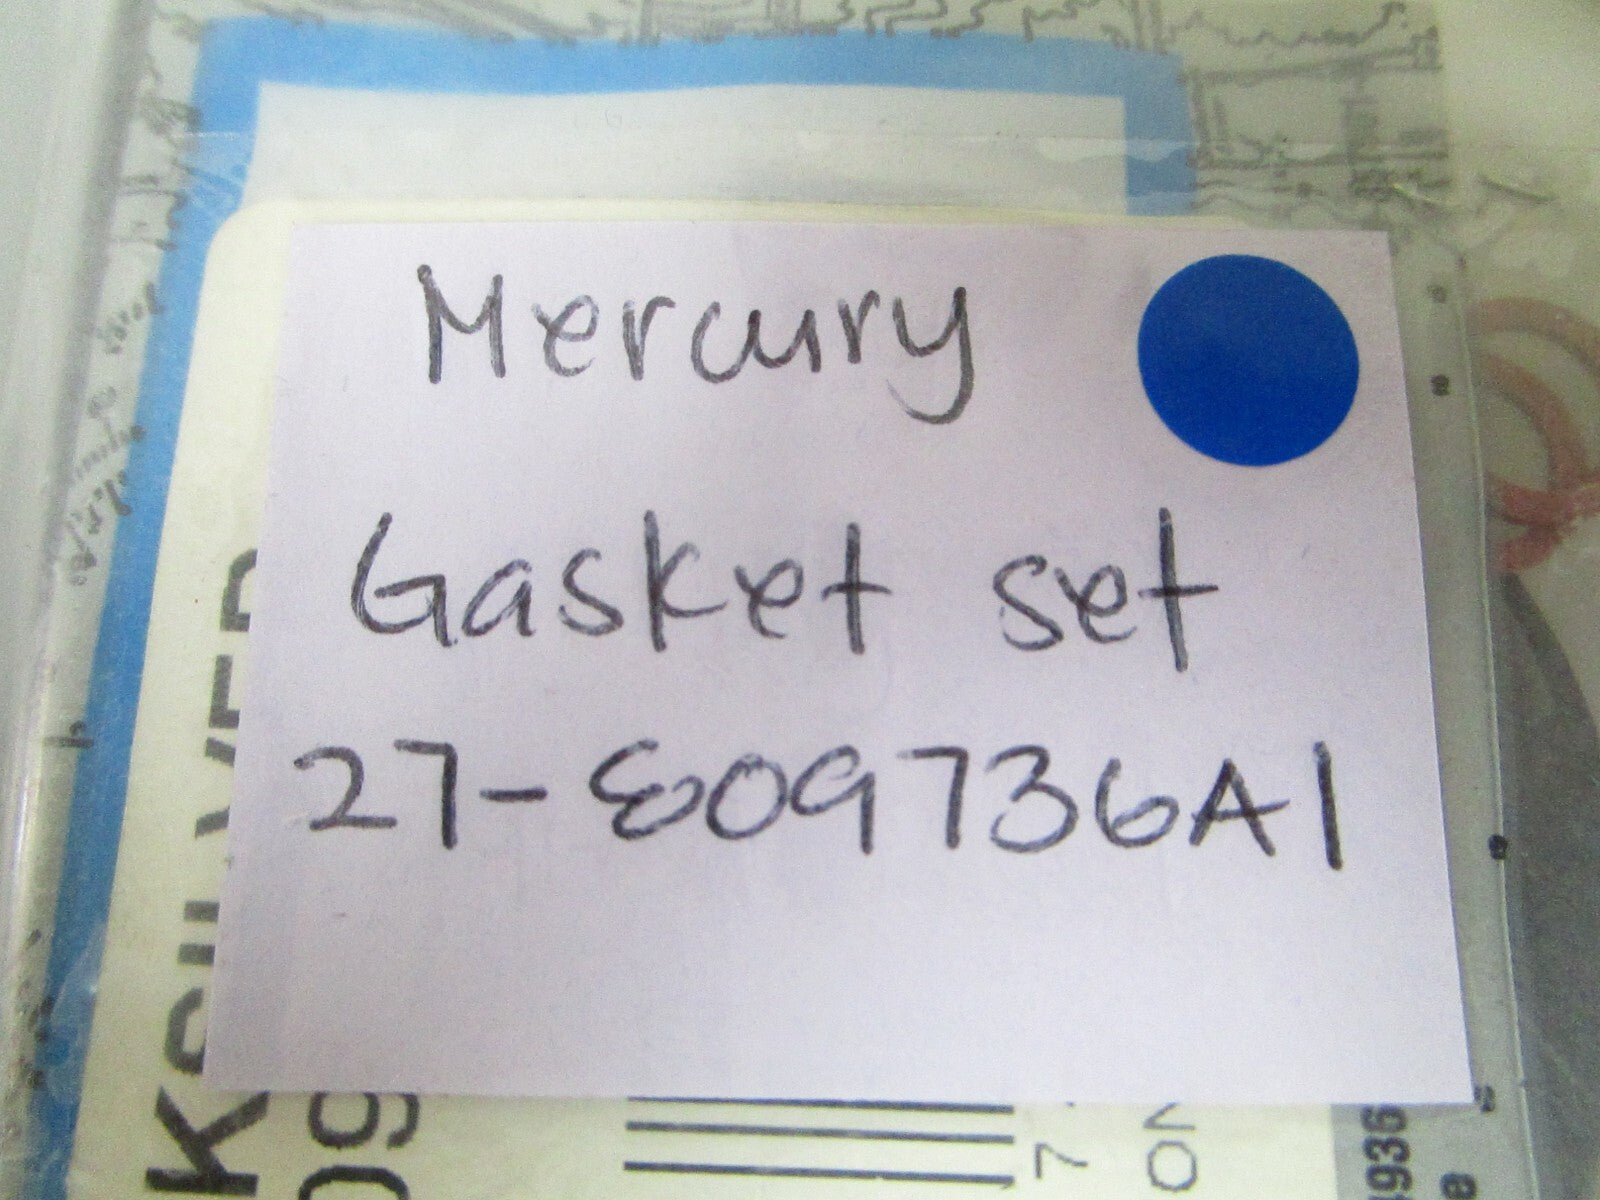 Mercury
Gasket set
27-809736A1